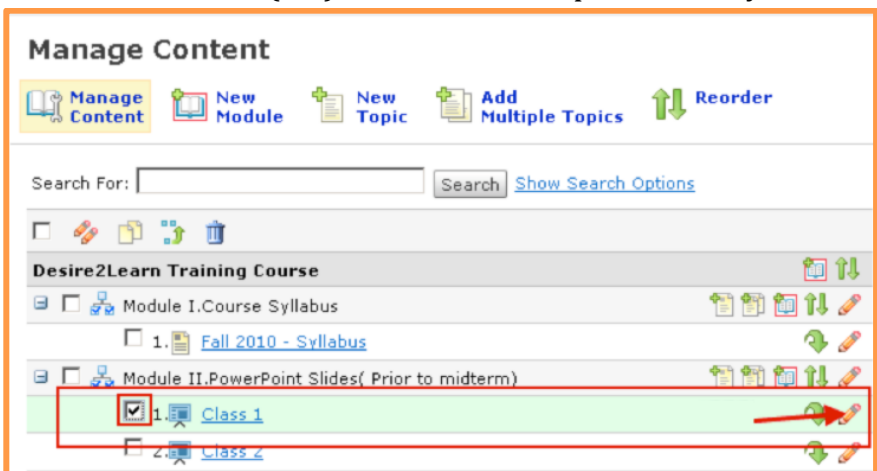 Manage Content
Manage Content New Module New Topic Add Multiple Topics Reorder
Search For: Search Show Search Options
Desire2Learn Training Course
Module I.Course Syllabus
1. Fall 2010 - Syllabus
Module II.PowerPoint Slides( Prior to midterm)
1. Class 1
2. Class 2